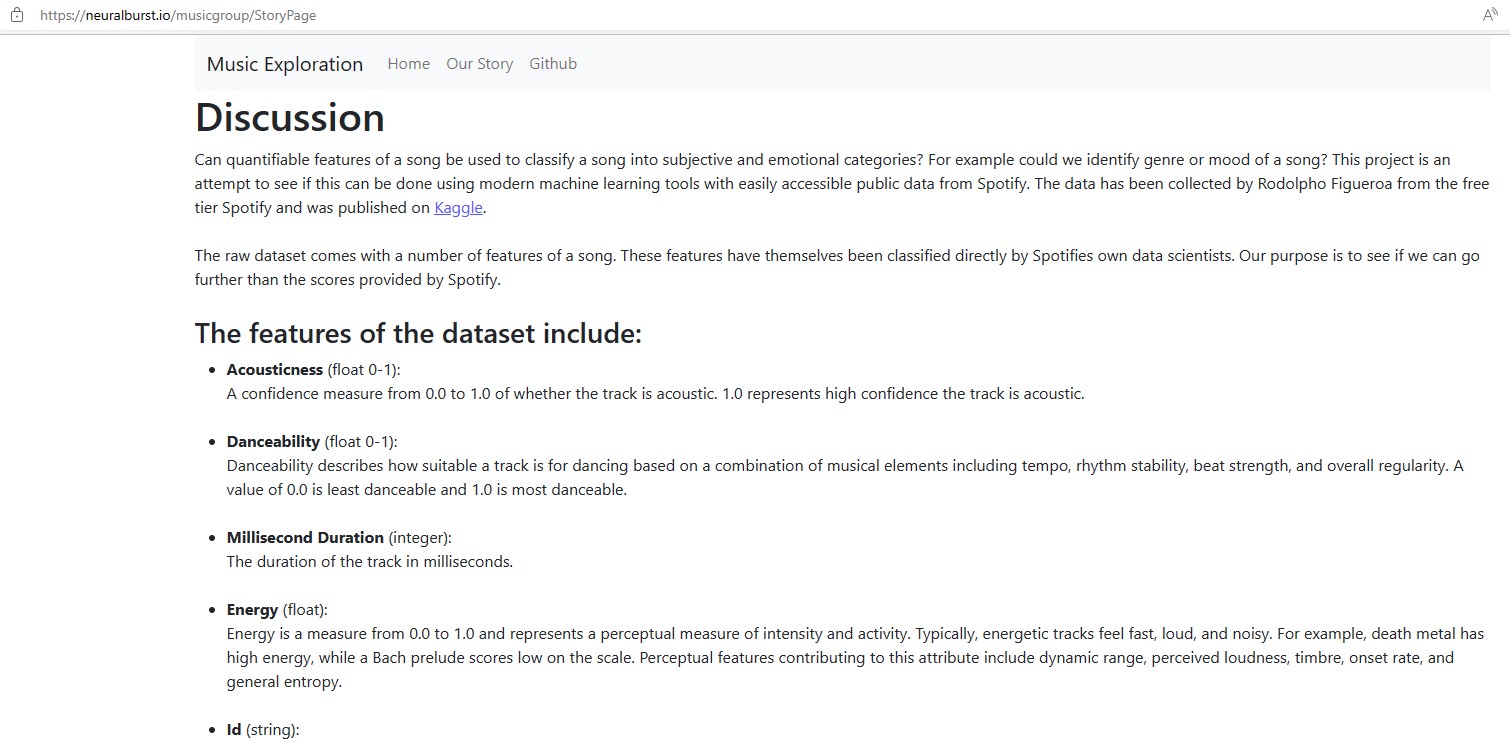 https://neuralburst.io/musicgroup/StoryPage
A
Music Exploration Home Our Story Github
Discussion
Can quantifiable features of a song be used to classify a song into subjective and emotional categories? For example could we identify genre or mood of a song? This project is an
attempt to see if this can be done using modern machine learning tools with easily accessible public data from Spotify. The data has been collected by Rodolpho Figueroa from the free
tier Spotify and was published on Kaggle.
The raw dataset comes with a number of features of a song. These features have themselves been classified directly by Spotifies own data scientists. Our purpose is to see if we can go
further than the scores provided by Spotify.
The features of the dataset include:
• Acousticness (float 0-1):
A confidence measure from 0.0 to 1.0 of whether the track is acoustic. 1.0 represents high confidence the track is acoustic.
• Danceability (float 0-1):
Danceability describes how suitable a track is for dancing based on a combination of musical elements including tempo, rhythm stability, beat strength, and overall regularity. A
value of 0.0 is least danceable and 1.0 is most danceable.
• Millisecond Duration (integer):
The duration of the track in milliseconds.
• Energy (float):
Energy is a measure from 0.0 to 1.0 and represents a perceptual measure of intensity and activity. Typically, energetic tracks feel fast, loud, and noisy. For example, death metal has
high energy, while a Bach prelude scores low on the scale. Perceptual features contributing to this attribute include dynamic range, perceived loudness, timbre, onset rate, and
general entropy.
• Id (string):